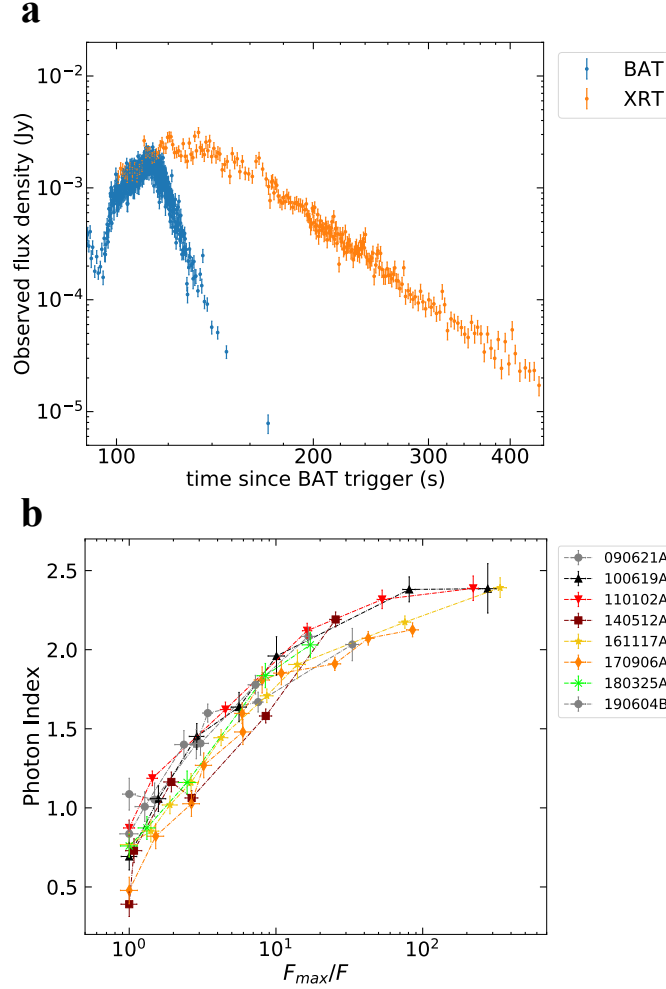 a
10⁻²
10⁻³
10⁻⁴
10⁻⁵
Observed flux density (Jy)
100
200
300
400
time since BAT trigger (s)
BAT
XRT
b
2.5
2.0
1.5
1.0
0.5
Photon Index
10⁰
10¹
10²
F_max/F
090621A
100619A
110102A
140512A
161117A
170906A
180325A
190604B